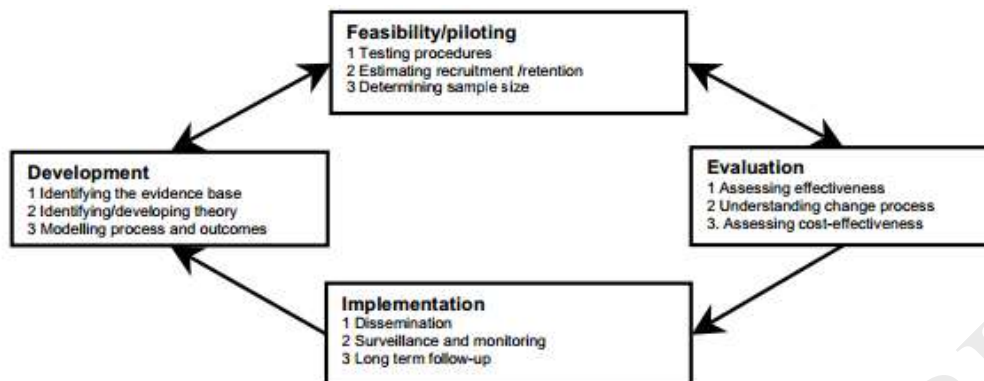 Feasibility/piloting
1 Testing procedures
2 Estimating recruitment /retention
3 Determining sample size
Development
1 Identifying the evidence base
2 Identifying/developing theory
3 Modelling process and outcomes
Evaluation
1 Assessing effectiveness
2 Understanding change process
3. Assessing cost-effectiveness
Implementation
1 Dissemination
2 Surveillance and monitoring
3 Long term follow-up